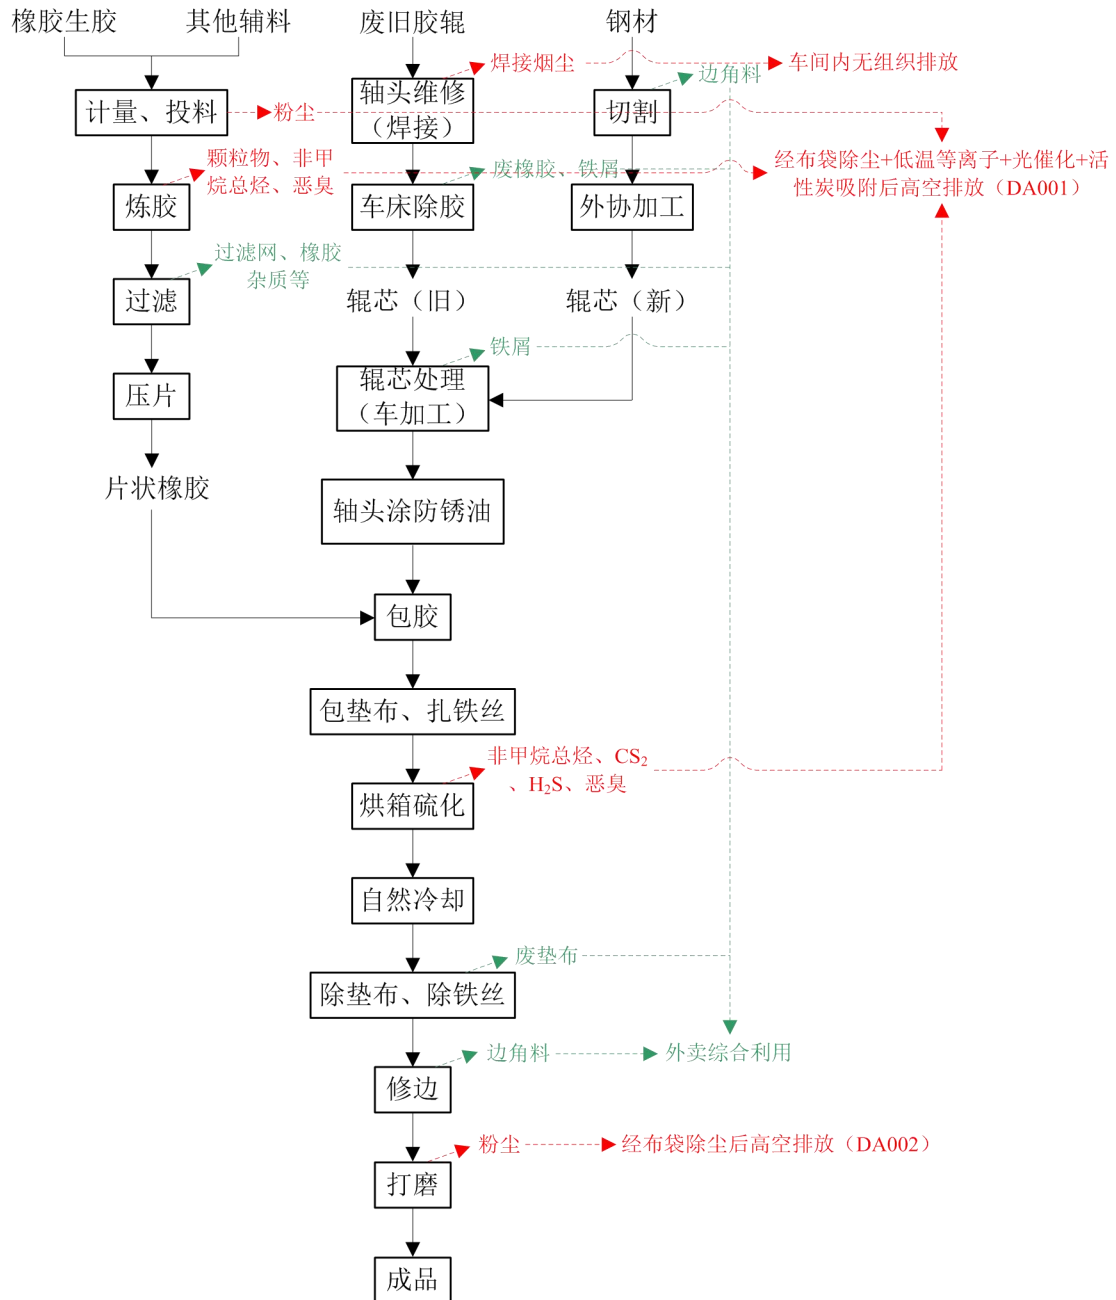 橡胶生胶
其他辅料
废旧胶辊
钢材
焊接烟尘
车间内无组织排放
边角料
计量、投料
粉尘
轴头维修
（焊接）
切割
颗粒物、非甲
烷总烃、恶臭
废橡胶、铁屑
经布袋除尘+低温等离子+光催化+活
性炭吸附后高空排放（DA001）
炼胶
车床除胶
外协加工
过滤网、橡胶
杂质等
过滤
辊芯（旧）
辊芯（新）
铁屑
压片
辊芯处理
（车加工）
片状橡胶
轴头涂防锈油
包胶
包垫布、扎铁丝
非甲烷总烃、CS₂
、H₂S、恶臭
烘箱硫化
自然冷却
废垫布
除垫布、除铁丝
边角料
外卖综合利用
修边
粉尘
经布袋除尘后高空排放（DA002）
打磨
成品